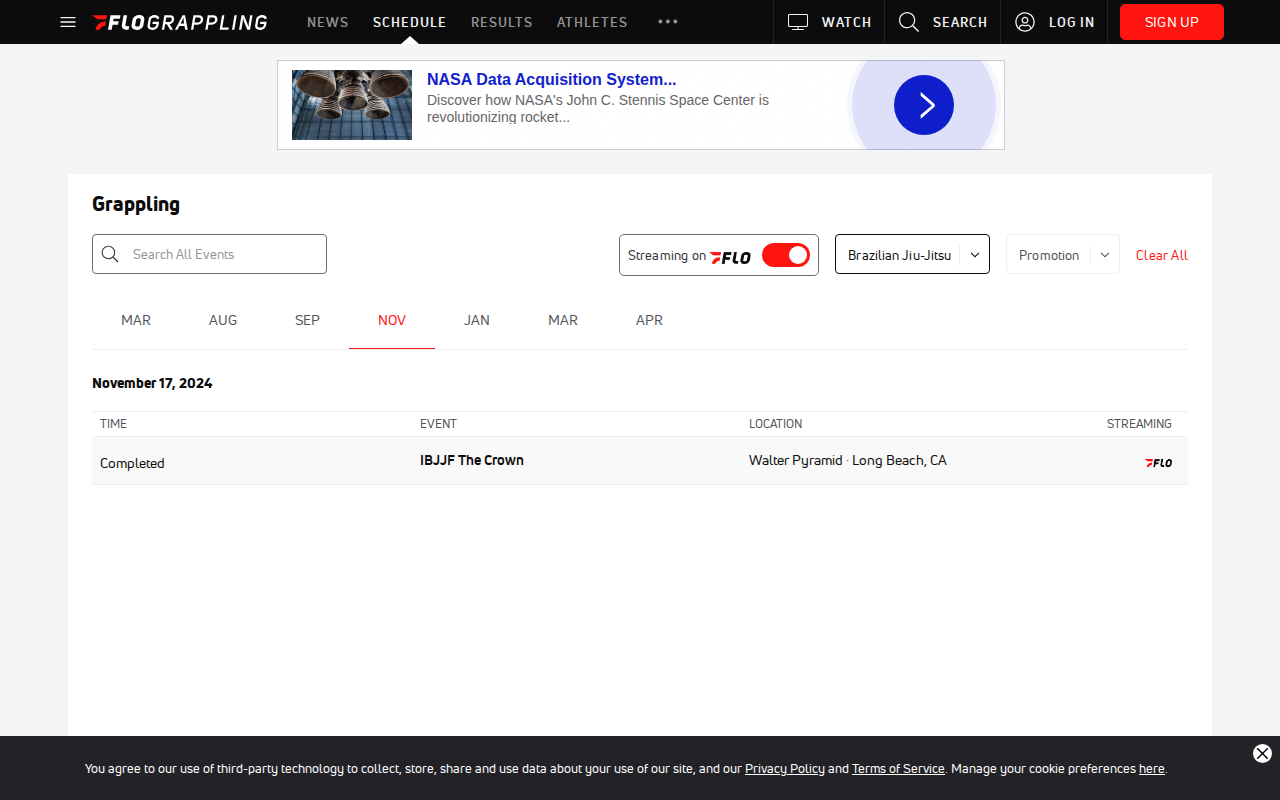 FLOGRAPPLING NEWS SCHEDULE RESULTS ATHLETES ••• WATCH SEARCH LOG IN SIGN UP
NASA Data Acquisition System...
Discover how NASA's John C. Stennis Space Center is
revolutionizing rocket...
Grappling
Search All Events Streaming on FLO Brazilian Jiu-Jitsu Promotion Clear All
MAR AUG SEP NOV JAN MAR APR
November 17, 2024
TIME EVENT LOCATION STREAMING
Completed IBJJF The Crown Walter Pyramid · Long Beach, CA FLO
You agree to our use of third-party technology to collect, store, share and use data about your use of our site, and our Privacy Policy and Terms of Service. Manage your cookie preferences here.